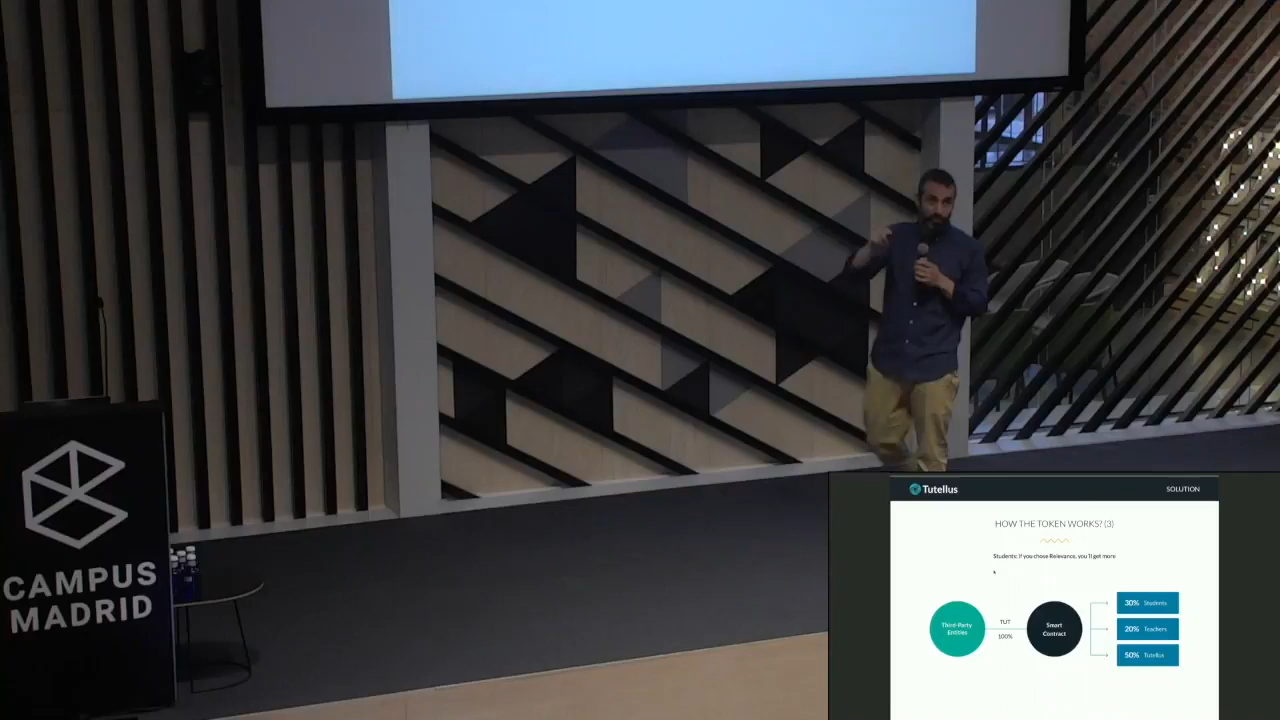 CAMPUS
MADRID
Tutellus
SOLUTION
HOW THE TOKEN WORKS? (3)
Students: if you chose Relevance, you'll get more
Third-Party
Entities
TUT
100%
Smart
Contract
30% Students
20% Teachers
50% Tutellus